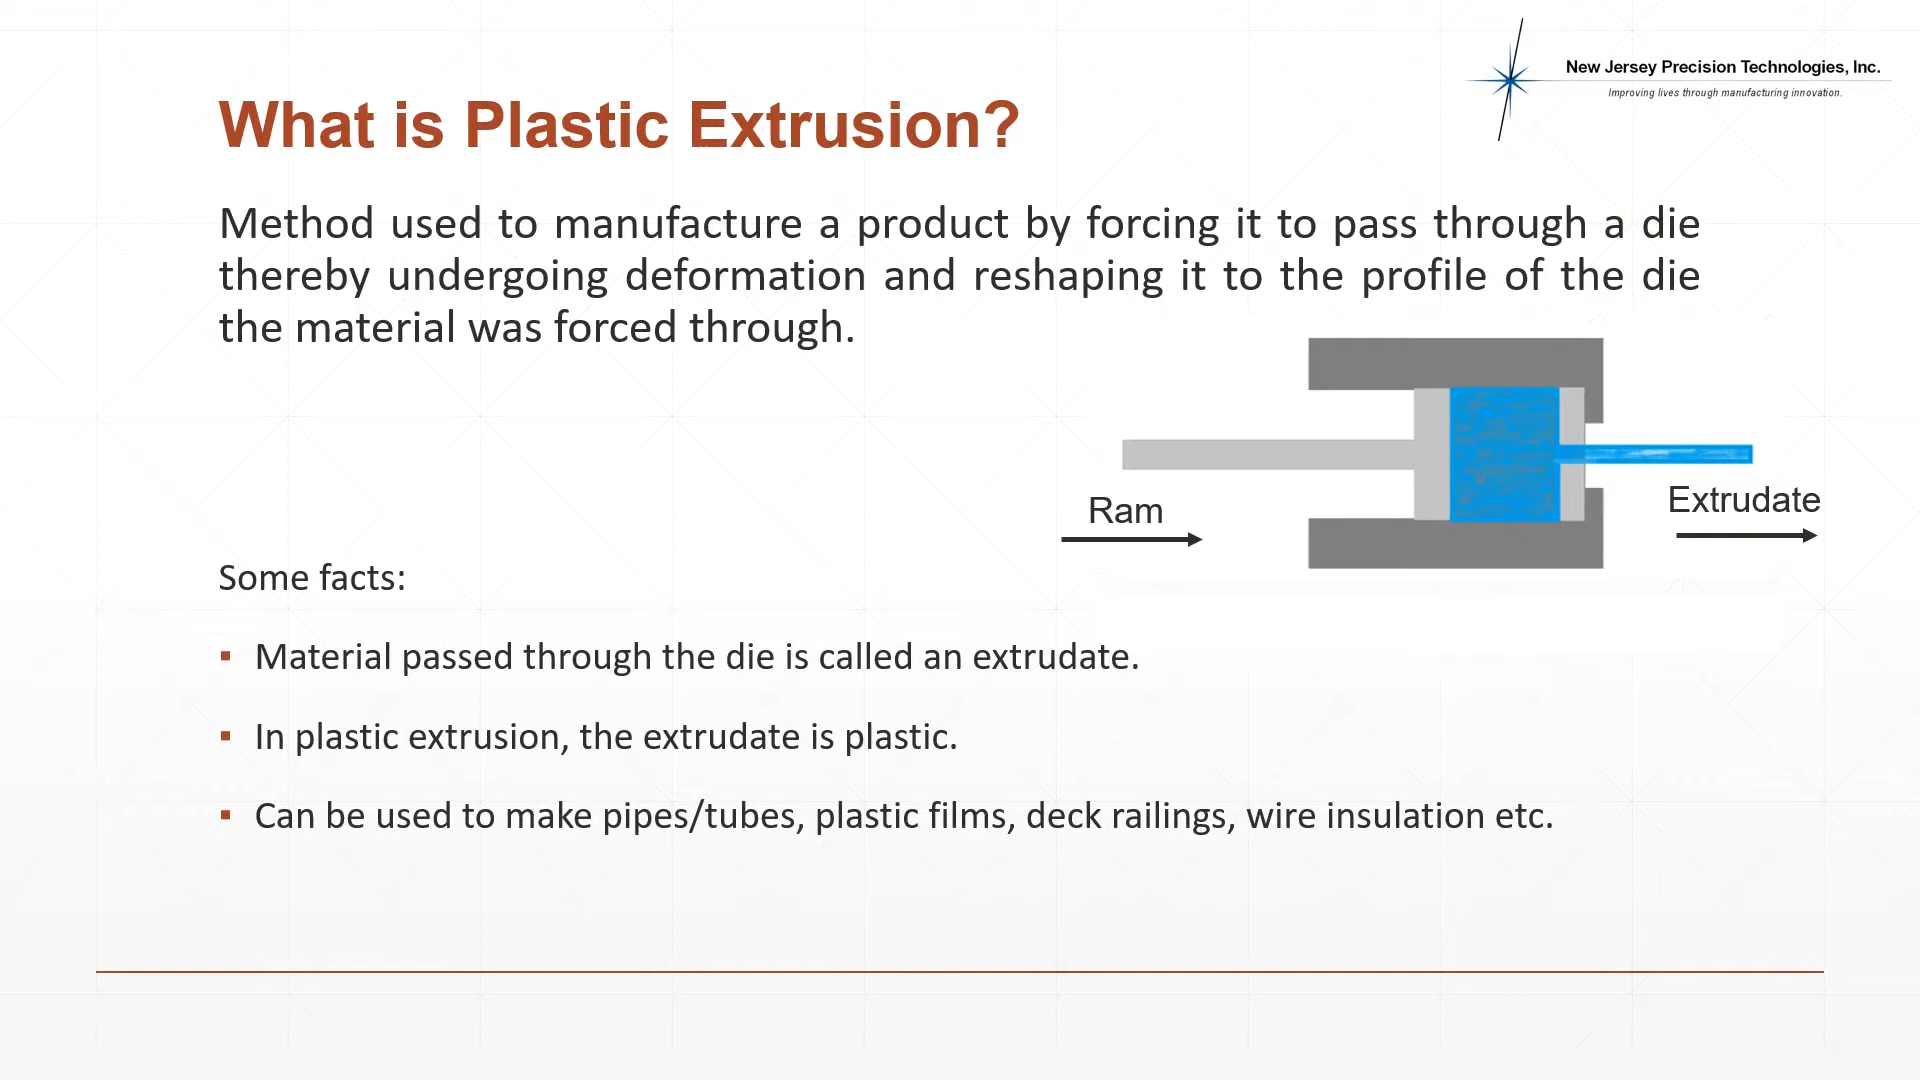 New Jersey Precision Technologies, Inc.
Improving lives through manufacturing innovation.
What is Plastic Extrusion?
Method used to manufacture a product by forcing it to pass through a die
thereby undergoing deformation and reshaping it to the profile of the die
the material was forced through.
Ram
Extrudate
Some facts:
▪ Material passed through the die is called an extrudate.
▪ In plastic extrusion, the extrudate is plastic.
▪ Can be used to make pipes/tubes, plastic films, deck railings, wire insulation etc.